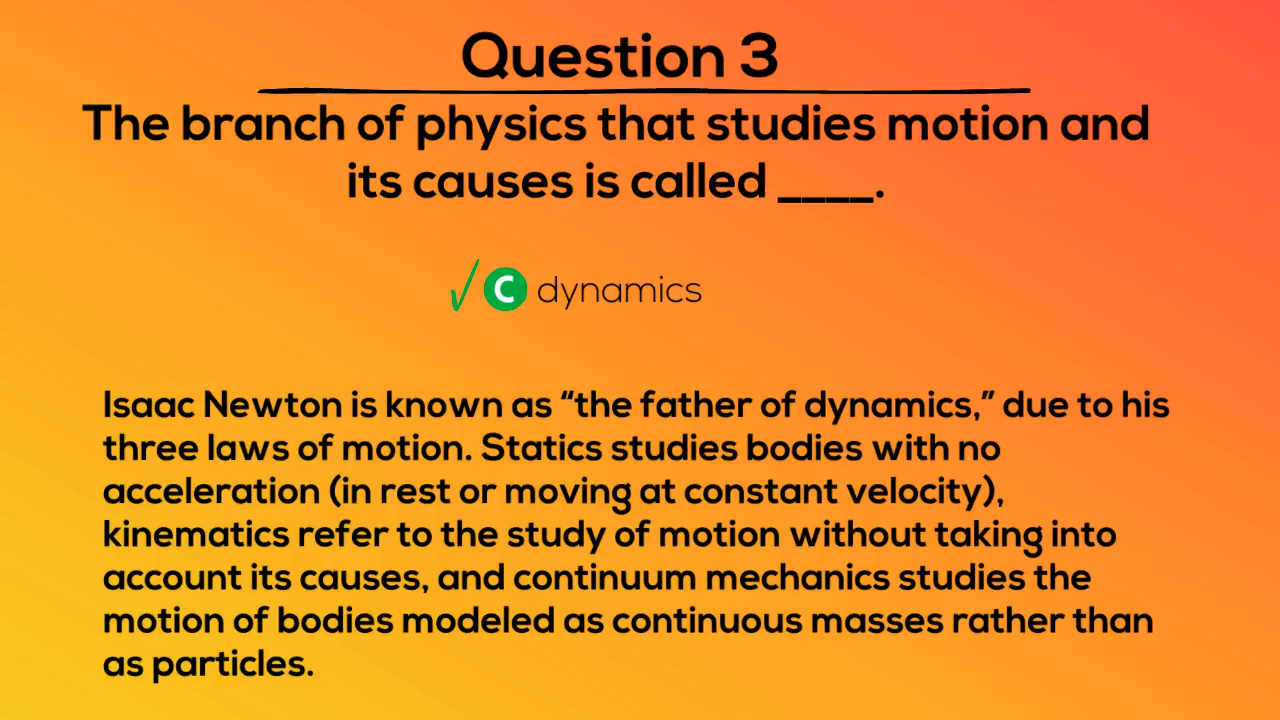 Question 3
The branch of physics that studies motion and
its causes is called ____.
C dynamics
Isaac Newton is known as “the father of dynamics,” due to his
three laws of motion. Statics studies bodies with no
acceleration (in rest or moving at constant velocity),
kinematics refer to the study of motion without taking into
account its causes, and continuum mechanics studies the
motion of bodies modeled as continuous masses rather than
as particles.